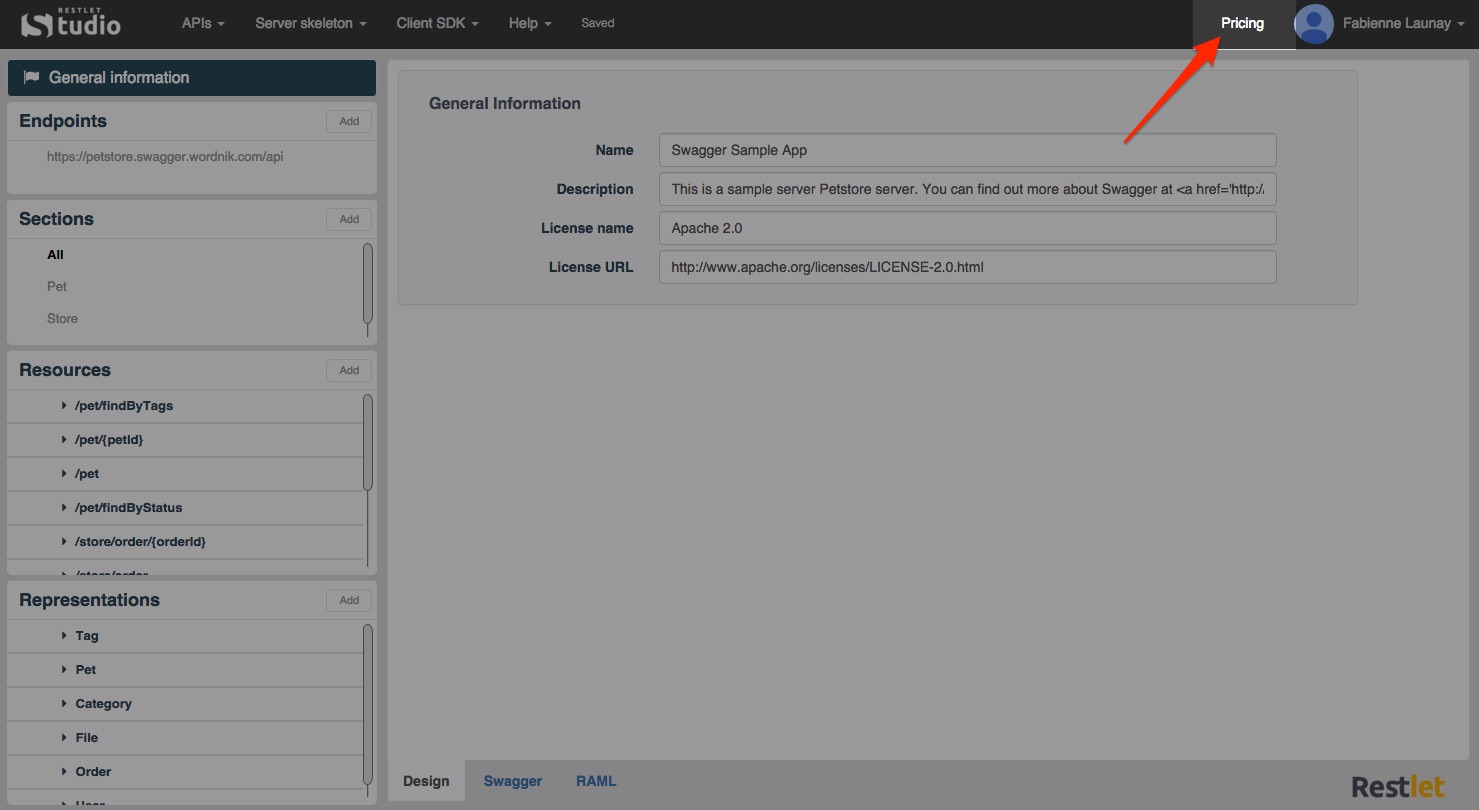 RESTLET
Studio
APIs
Server skeleton
Client SDK
Help
Saved
Pricing
Fabienne Launay
General information
Endpoints
Add
https://petstore.swagger.wordnik.com/api
Sections
Add
All
Pet
Store
Resources
Add
/pet/findByTags
/pet/{petId}
/pet
/pet/findByStatus
/store/order/{orderId}
/store/order
Representations
Add
Tag
Pet
Category
File
Order
User
General Information
Name
Swagger Sample App
Description
This is a sample server Petstore server. You can find out more about Swagger at <a href='http:/
License name
Apache 2.0
License URL
http://www.apache.org/licenses/LICENSE-2.0.html
Design
Swagger
RAML
Restlet